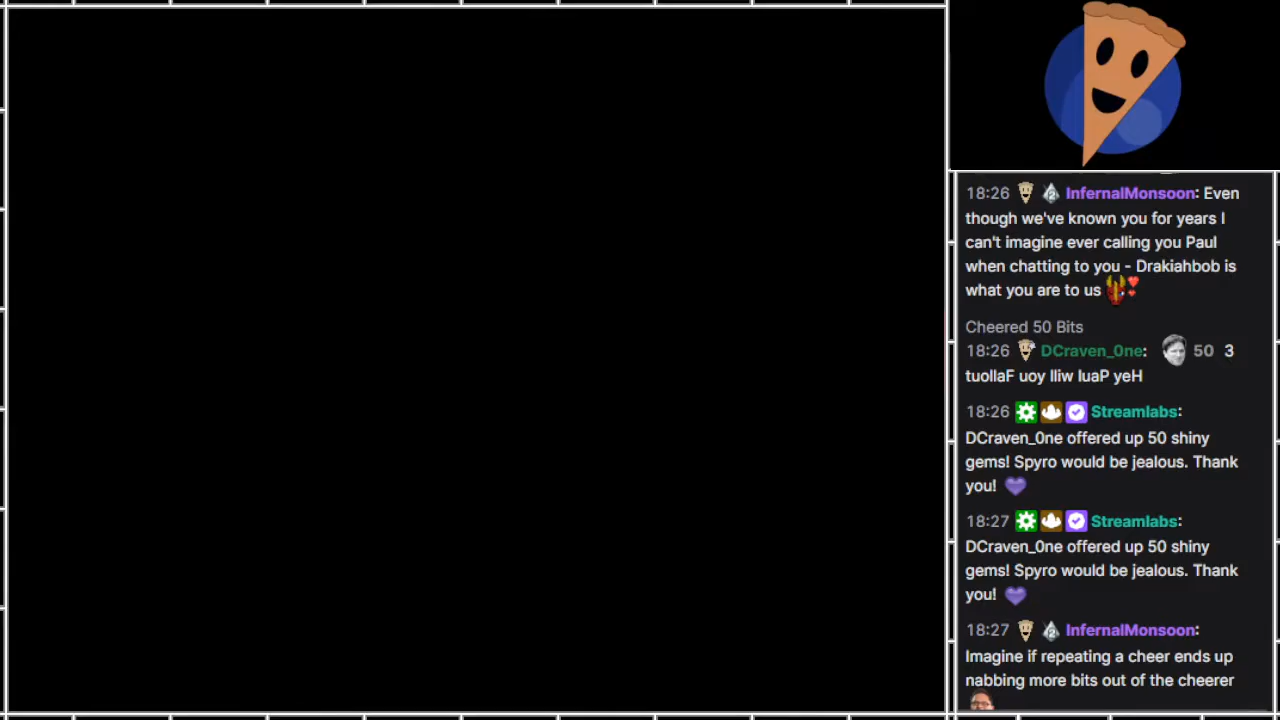 18:26 InfernalMonsoon: Even
though we've known you for years I
can't imagine ever calling you Paul
when chatting to you - Drakiahbob is
what you are to us
Cheered 50 Bits
18:26 DCraven_0ne: 50 3
tuollaF uoy lliw luaP yeH
18:26 Streamlabs:
DCraven_0ne offered up 50 shiny
gems! Spyro would be jealous. Thank
you!
18:27 Streamlabs:
DCraven_0ne offered up 50 shiny
gems! Spyro would be jealous. Thank
you!
18:27 InfernalMonsoon:
Imagine if repeating a cheer ends up
nabbing more bits out of the cheerer